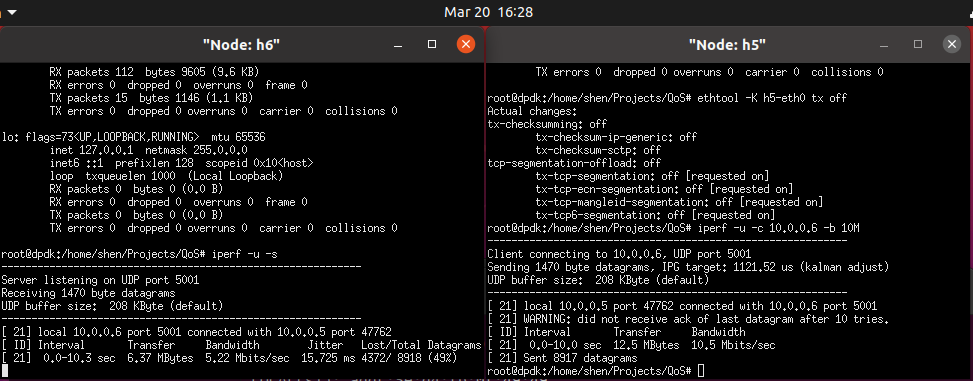 Mar 20 16:28
"Node: h6"
RX packets 112 bytes 9605 (9.6 KB)
RX errors 0 dropped 0 overruns 0 frame 0
TX packets 15 bytes 1146 (1.1 KB)
TX errors 0 dropped 0 overruns 0 carrier 0 collisions 0
lo: flags=73<UP,LOOPBACK,RUNNING> mtu 65536
inet 127.0.0.1 netmask 255.0.0.0
inet6 ::1 prefixlen 128 scopeid 0x10<host>
loop txqueuelen 1000 (Local Loopback)
RX packets 0 bytes 0 (0.0 B)
RX errors 0 dropped 0 overruns 0 frame 0
TX packets 0 bytes 0 (0.0 B)
TX errors 0 dropped 0 overruns 0 carrier 0 collisions 0
root@dpdk:/home/shen/Projects/QoS# iperf -u -s
------------------------------------------------------------
Server listening on UDP port 5001
Receiving 1470 byte datagrams
UDP buffer size: 208 KByte (default)
------------------------------------------------------------
[ 21] local 10.0.0.6 port 5001 connected with 10.0.0.5 port 47762
[ ID] Interval Transfer Bandwidth Jitter Lost/Total Datagrams
[ 21] 0.0-10.3 sec 6.37 MBytes 5.22 Mbits/sec 15.725 ms 4372/ 8918 (49%)
"Node: h5"
TX errors 0 dropped 0 overruns 0 carrier 0 collisions 0
root@dpdk:/home/shen/Projects/QoS# ethtool -K h5-eth0 tx off
Actual changes:
tx-checksumming: off
tx-checksum-ip-generic: off
tx-checksum-sctp: off
tcp-segmentation-offload: off
tx-tcp-segmentation: off [requested on]
tx-tcp-ecn-segmentation: off [requested on]
tx-tcp-mangleid-segmentation: off [requested on]
tx-tcp6-segmentation: off [requested on]
root@dpdk:/home/shen/Projects/QoS# iperf -u -c 10.0.0.6 -b 10M
------------------------------------------------------------
Client connecting to 10.0.0.6, UDP port 5001
Sending 1470 byte datagrams, IPG target: 1121.52 us (kalman adjust)
UDP buffer size: 208 KByte (default)
------------------------------------------------------------
[ 21] local 10.0.0.5 port 47762 connected with 10.0.0.6 port 5001
[ 21] WARNING: did not receive ack of last datagram after 10 tries.
[ ID] Interval Transfer Bandwidth
[ 21] 0.0-10.0 sec 12.5 MBytes 10.5 Mbits/sec
[ 21] Sent 8917 datagrams
root@dpdk:/home/shen/Projects/QoS#